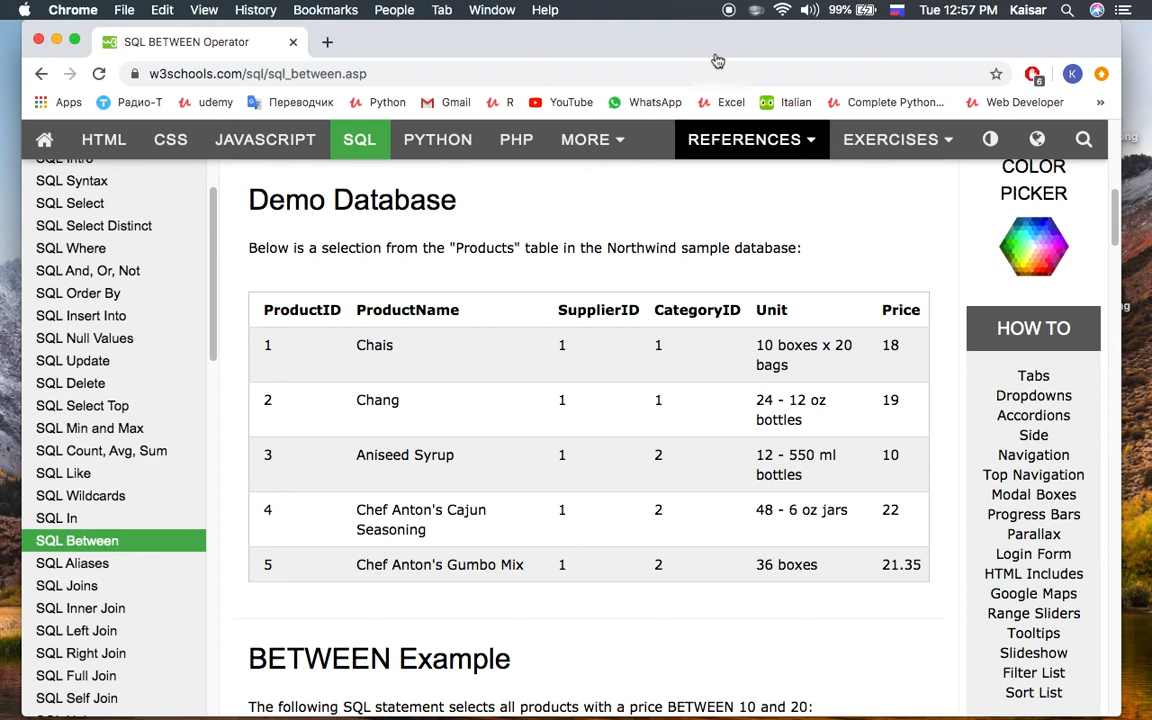 Chrome File Edit View History Bookmarks People Tab Window Help 99% Tue 12:57 PM Kaisar
SQL BETWEEN Operator
w3schools.com/sql/sql_between.asp 6 K
Apps Радио-T udemy Переводчик Python Gmail R YouTube WhatsApp Excel Italian Complete Python... Web Developer »
HTML CSS JAVASCRIPT SQL PYTHON PHP MORE REFERENCES EXERCISES
SQL Intro
SQL Syntax
SQL Select
SQL Select Distinct
SQL Where
SQL And, Or, Not
SQL Order By
SQL Insert Into
SQL Null Values
SQL Update
SQL Delete
SQL Select Top
SQL Min and Max
SQL Count, Avg, Sum
SQL Like
SQL Wildcards
SQL In
SQL Between
SQL Aliases
SQL Joins
SQL Inner Join
SQL Left Join
SQL Right Join
SQL Full Join
SQL Self Join
Demo Database
Below is a selection from the "Products" table in the Northwind sample database:
ProductID ProductName SupplierID CategoryID Unit Price
1 Chais 1 1 10 boxes x 20 bags 18
2 Chang 1 1 24 - 12 oz bottles 19
3 Aniseed Syrup 1 2 12 - 550 ml bottles 10
4 Chef Anton's Cajun Seasoning 1 2 48 - 6 oz jars 22
5 Chef Anton's Gumbo Mix 1 2 36 boxes 21.35
BETWEEN Example
The following SQL statement selects all products with a price BETWEEN 10 and 20:
COLOR
PICKER
HOW TO
Tabs
Dropdowns
Accordions
Side
Navigation
Top Navigation
Modal Boxes
Progress Bars
Parallax
Login Form
HTML Includes
Google Maps
Range Sliders
Tooltips
Slideshow
Filter List
Sort List